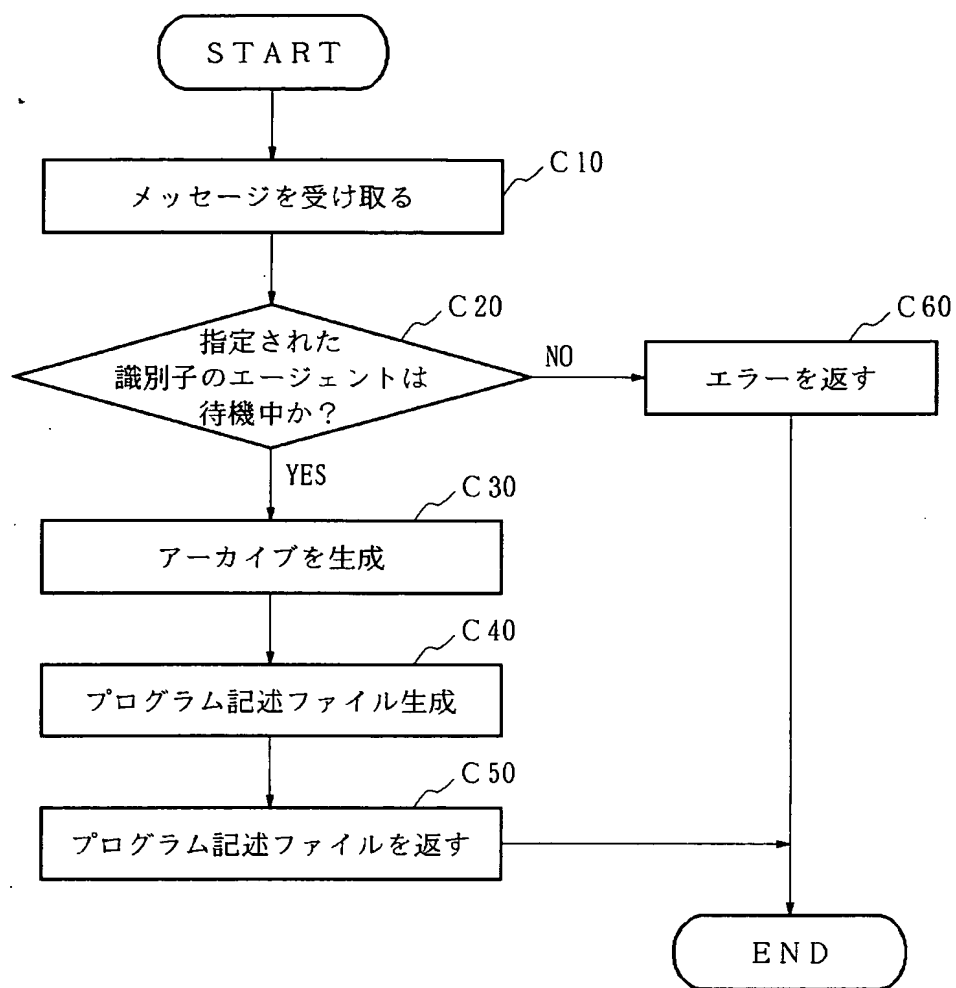 START
C10
メッセージを受け取る
C20
指定された
識別子のエージェントは
待機中か？
NO
C60
エラーを返す
YES
C30
アーカイブを生成
C40
プログラム記述ファイル生成
C50
プログラム記述ファイルを返す
END